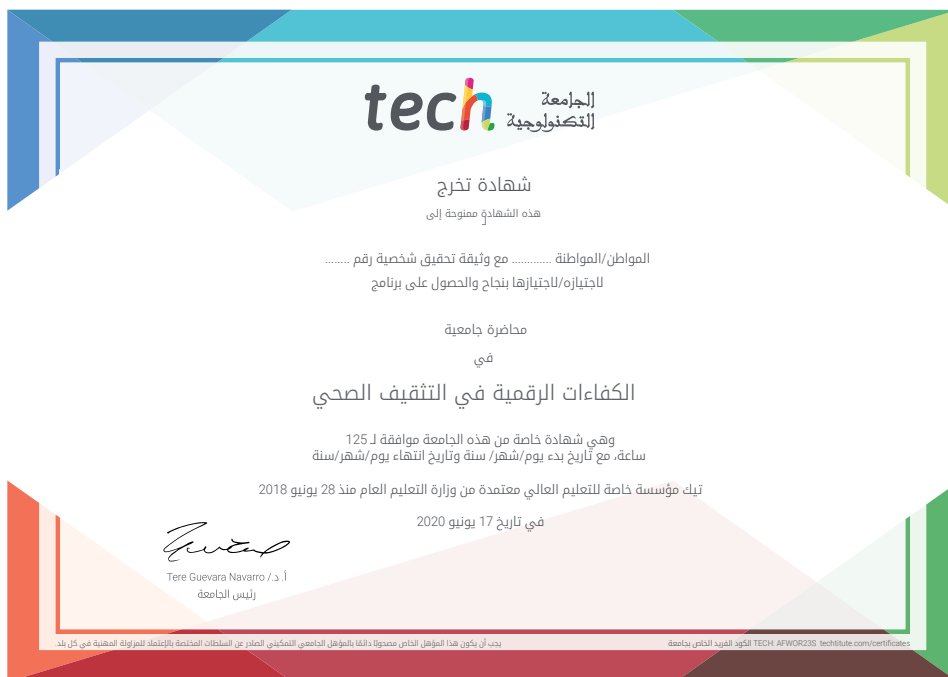 tech الجامعة
التكنولوجية
شهادة تخرج
هذه الشهادة ممنوحة إلى
المواطن/المواطنة ............ مع وثيقة تحقيق شخصية رقم ........
لاجتيازه/لاجتيازها بنجاح والحصول على برنامج
محاضرة جامعية
في
الكفاءات الرقمية في التثقيف الصحي
وهي شهادة خاصة من هذه الجامعة موافقة لـ 125
ساعة، مع تاريخ بدء يوم/شهر/ سنة وتاريخ انتهاء يوم/شهر/سنة
تيك مؤسسة خاصة للتعليم العالي معتمدة من وزارة التعليم العام منذ 28 يونيو 2018
في تاريخ 17 يونيو 2020
أ. د./ Tere Guevara Navarro
رئيس الجامعة
يجب أن يكون هذا المؤهل الخاص مصحوبًا دائمًا بالمؤهل الجامعي التمكيني الصادر عن السلطات المختصة بالإعتماد للمزاولة المهنية في كل بلد.
الكود الفريد الخاص بجامعة TECH: AFWOR23S techtitute.com/certificates